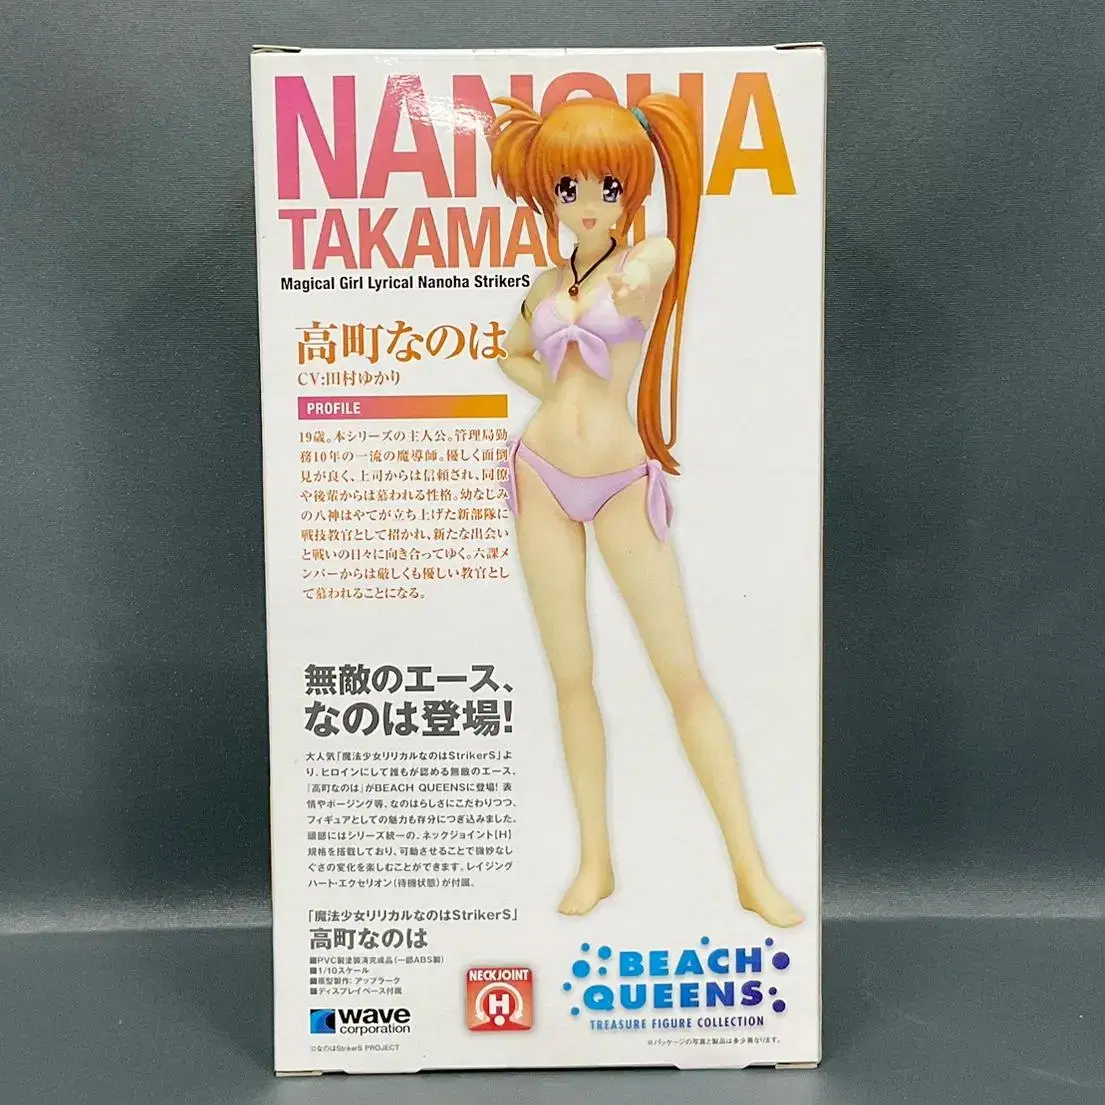 NANOHA
TAKAMACHI
Magical Girl Lyrical Nanoha StrikerS
高町なのは
CV:田村ゆかり
PROFILE
19歳。本シリーズの主人公。管理局勤
務10年の一流の魔導師。優しく面倒
見が良く、上司からは信頼され、同僚
や後輩からは慕われる性格。幼なじみ
の八神はやてが立ち上げた新部隊に
戦技教官として招かれ、新たな出会い
と戦いの日々に向き合ってゆく。六課メ
ンバーからは厳しくも優しい教官とし
て慕われることになる。
無敵のエース、
なのは登場!
大人気「魔法少女リリカルなのはStrikerS」よ
り、ヒロインにして誰もが認める無敵のエース、
「高町なのは」がBEACH QUEENSに登場! 表
情やポージング等、なのはらしさにこだわりつつ、
フィギュアとしての魅力も存分につぎ込みました。
頭部にはシリーズ統一の、ネックジョイント[H]
規格を搭載しており、可動させることで微妙なし
ぐさの変化を楽しむことができます。レイジング
ハート・エクセリオン(待機状態)が付属。
「魔法少女リリカルなのはStrikerS」
高町なのは
■PVC製塗装済完成品(一部ABS製)
■1/10スケール
■原型製作:アップラーク
■ディスプレイベース付属
wave
corporation
©なのはStrikerS PROJECT
NECK JOINT
H
BEACH
QUEENS
TREASURE FIGURE COLLECTION
※パッケージの写真と製品は多少異なります。